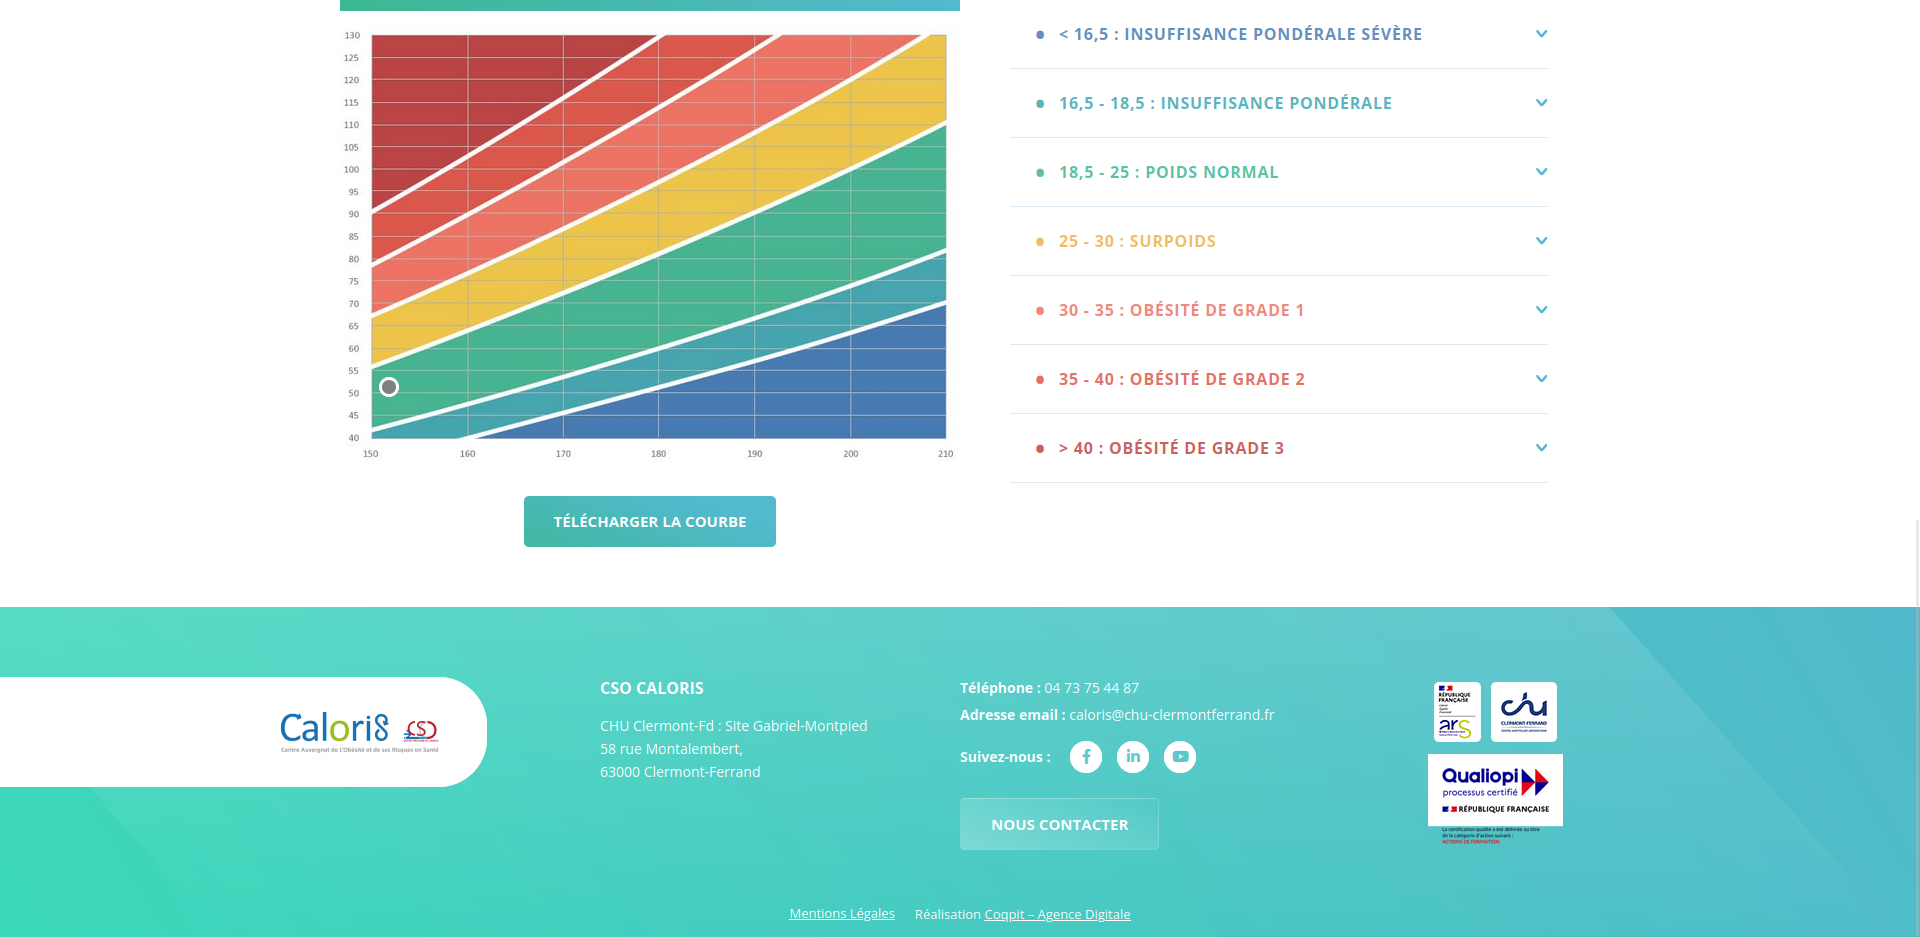 130
125
120
115
110
105
100
95
90
85
80
75
70
65
60
55
50
45
40
150 160 170 180 190 200 210
TÉLÉCHARGER LA COURBE
< 16,5 : INSUFFISANCE PONDÉRALE SÉVÈRE
16,5 - 18,5 : INSUFFISANCE PONDÉRALE
18,5 - 25 : POIDS NORMAL
25 - 30 : SURPOIDS
30 - 35 : OBÉSITÉ DE GRADE 1
35 - 40 : OBÉSITÉ DE GRADE 2
> 40 : OBÉSITÉ DE GRADE 3
Caloris CSO
Centre Auvergnat de l'Obésité et de ses Risques en Santé
CSO CALORIS
CHU Clermont-Fd : Site Gabriel-Montpied
58 rue Montalembert,
63000 Clermont-Ferrand
Téléphone : 04 73 75 44 87
Adresse email : caloris@chu-clermontferrand.fr
Suivez-nous :
NOUS CONTACTER
RÉPUBLIQUE
FRANÇAISE
ars
chu
CLERMONT-FERRAND
Qualiopi
processus certifié
RÉPUBLIQUE FRANÇAISE
La certification qualité a été délivrée au titre
de la catégorie d'action suivant :
ACTIONS DE FORMATION
Mentions Légales Réalisation Coqpit – Agence Digitale